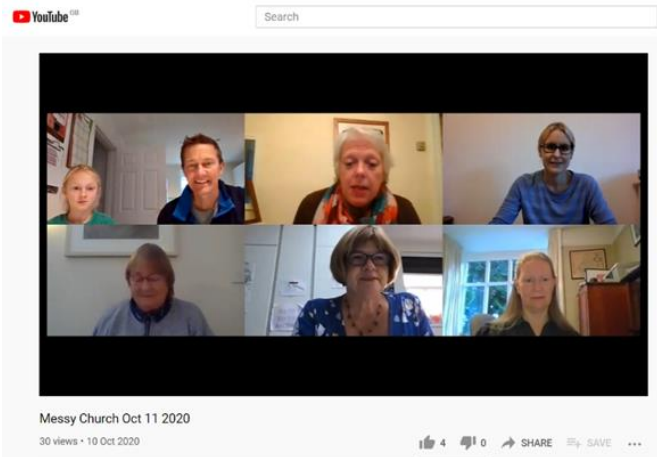 YouTube GB
Search
Messy Church Oct 11 2020
30 views • 10 Oct 2020
4
0
SHARE
SAVE